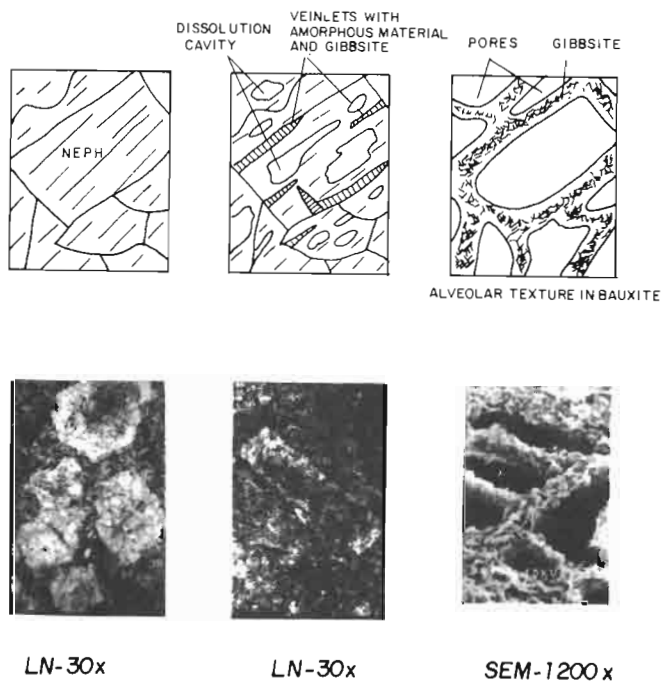 DISSOLUTION
CAVITY
VEINLETS WITH
AMORPHOUS MATERIAL
AND GIBBSITE
PORES
GIBBSITE
NEPH
ALVEOLAR TEXTURE IN BAUXITE
LN-30x
LN-30x
SEM-1200x